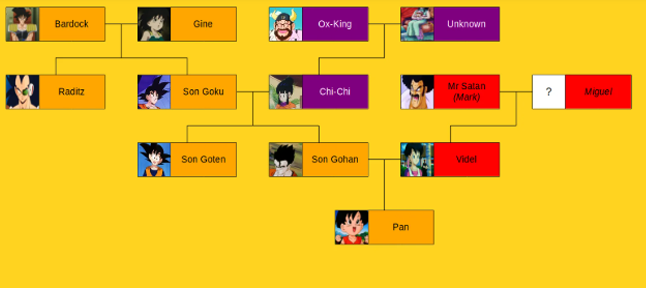 Bardock
Gine
Ox-King
Unknown
Raditz
Son Goku
Chi-Chi
Mr Satan
(Mark)
?
Miguel
Son Goten
Son Gohan
Videl
Pan